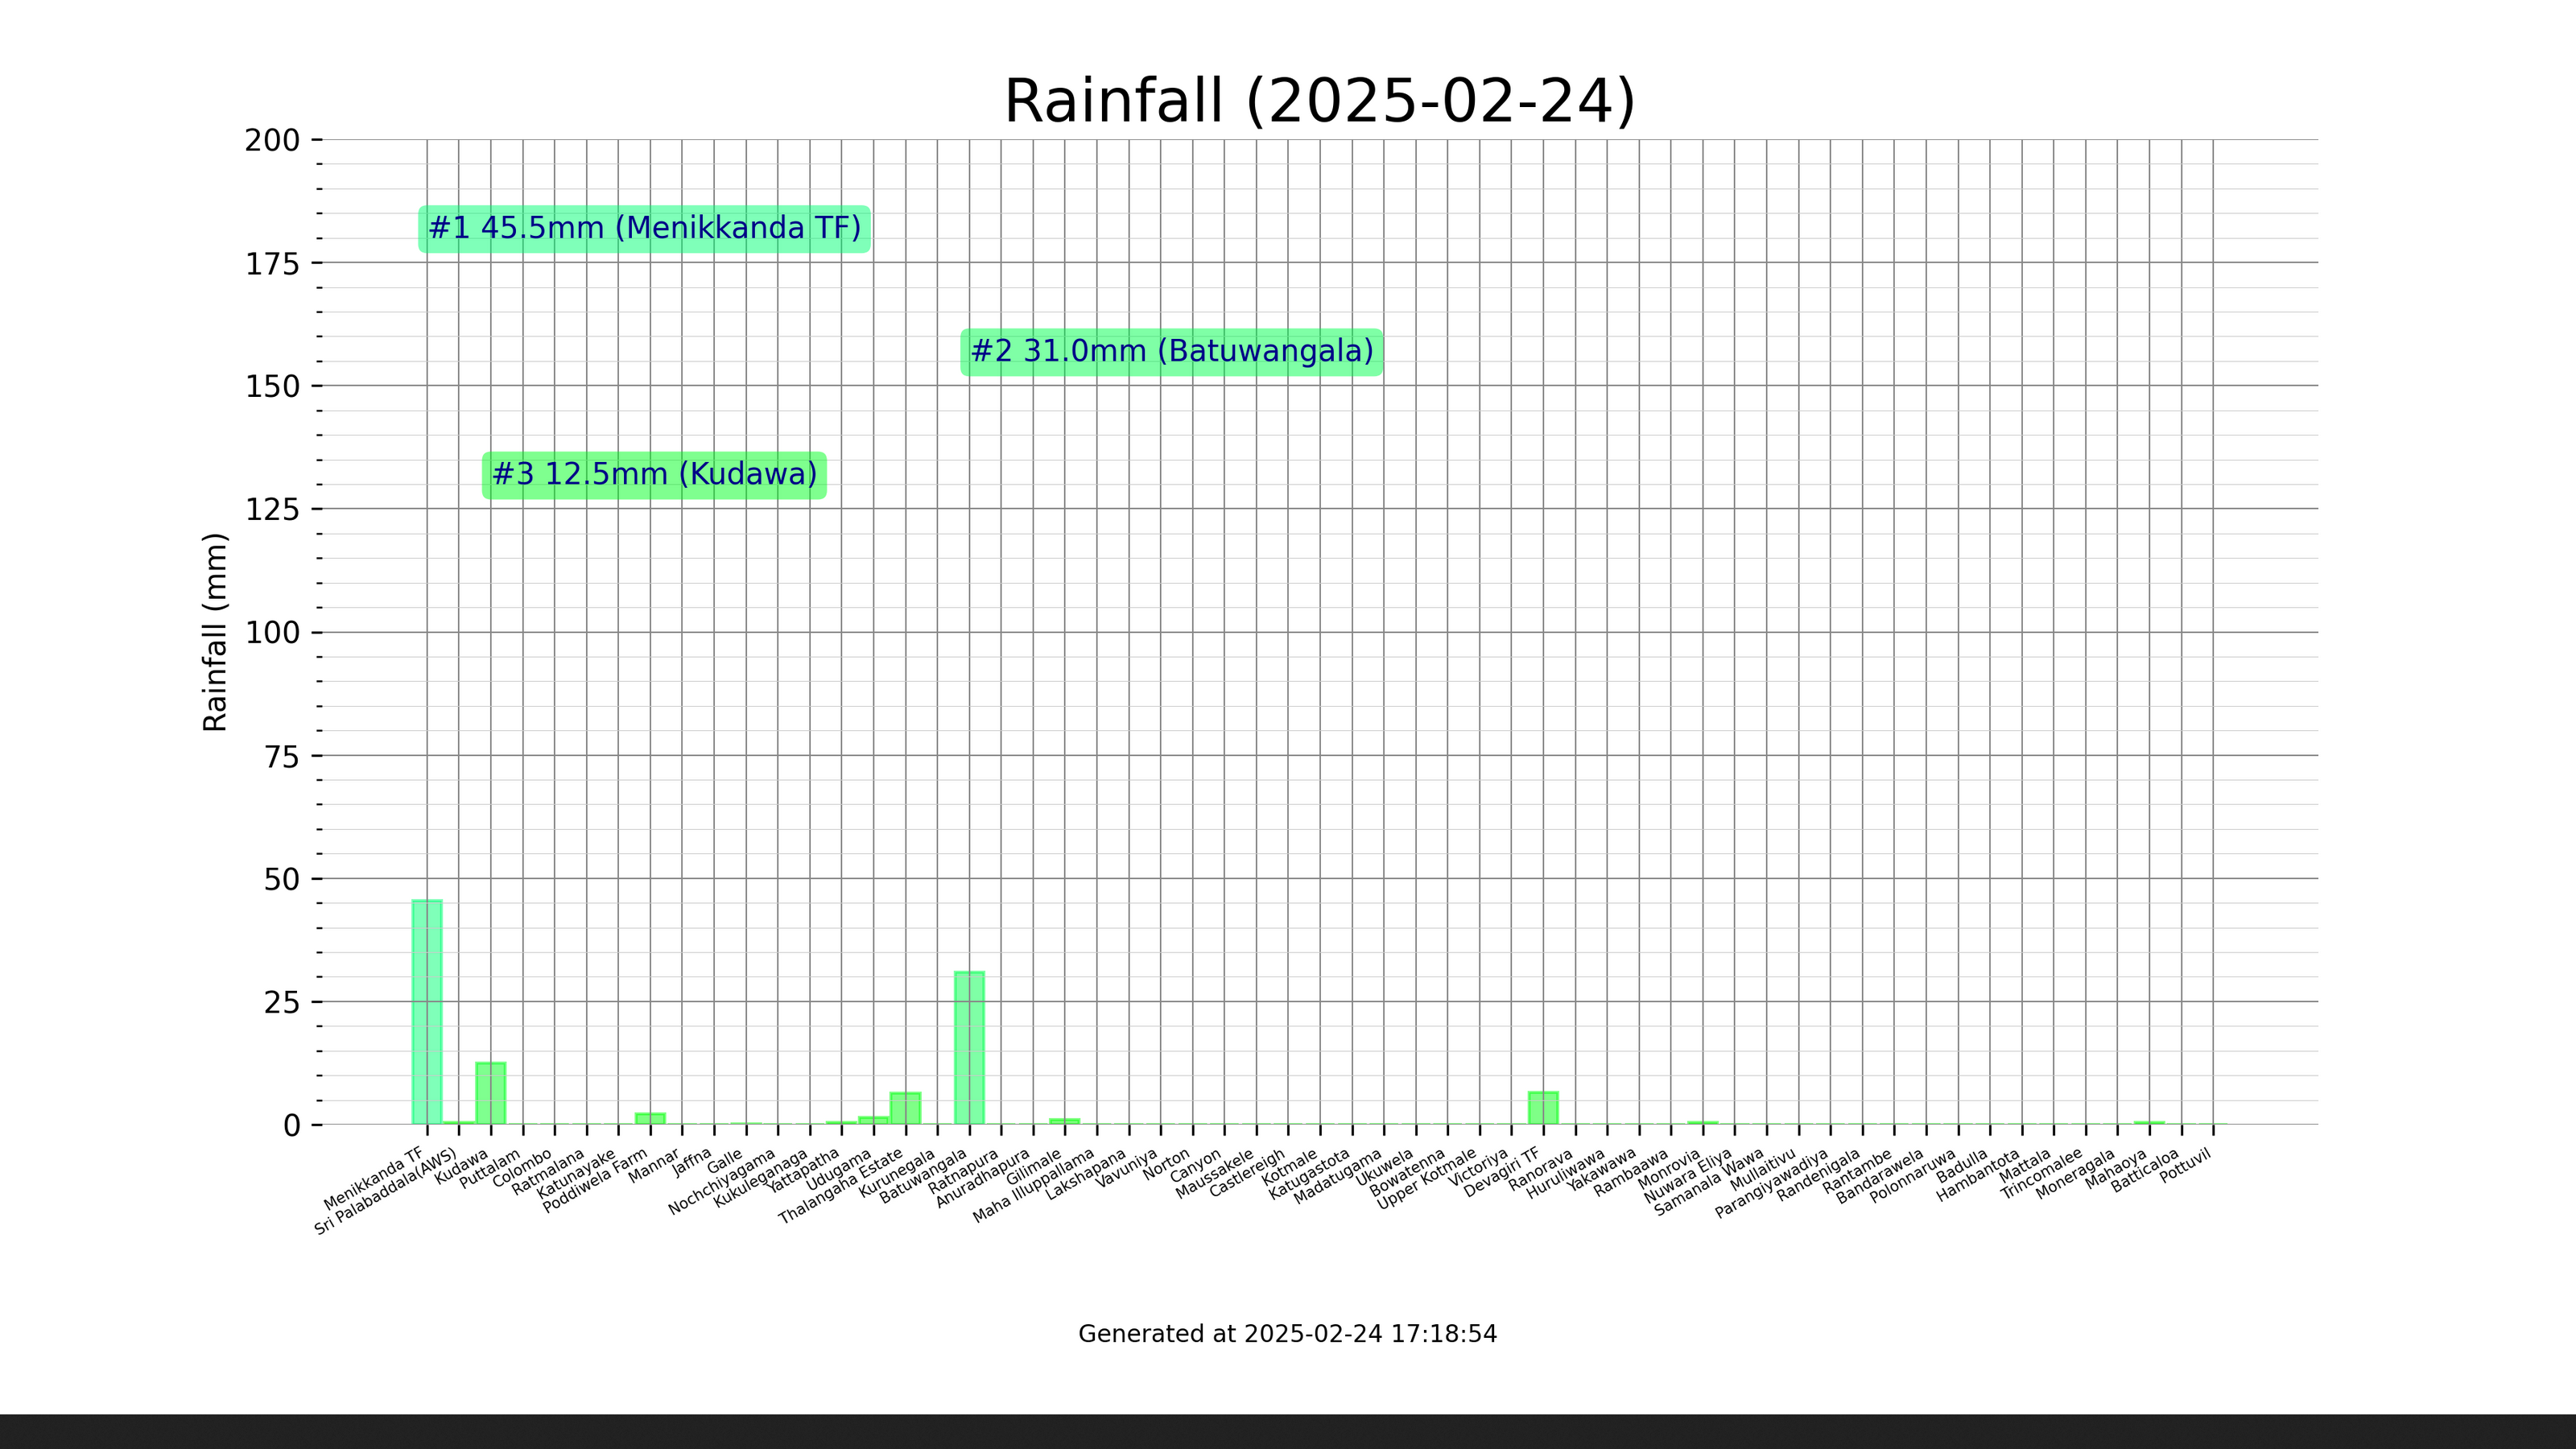 Rainfall (2025-02-24)
200
175
150
125
100
75
50
25
0
Rainfall (mm)
#1 45.5mm (Menikkanda TF)
#2 31.0mm (Batuwangala)
#3 12.5mm (Kudawa)
Menikkanda TF
Sri Palabaddala(AWS)
Kudawa
Puttalam
Colombo
Ratmalana
Katunayake
Poddiwela Farm
Mannar
Jaffna
Galle
Nochchiyagama
Kukuleganaga
Yattapatha
Udugama
Thalangaha Estate
Kurunegala
Batuwangala
Ratnapura
Anuradhapura
Gilimale
Maha Illuppallama
Lakshapana
Vavuniya
Norton
Canyon
Maussakele
Castlereigh
Kotmale
Katugastota
Madatugama
Ukuwela
Bowatenna
Upper Kotmale
Victoriya
Devagiri TF
Ranorava
Huruliwawa
Yakawawa
Rambaawa
Monrovia
Nuwara Eliya
Samanala Wawa
Mullaitivu
Parangiyawadiya
Randenigala
Rantambe
Bandarawela
Polonnaruwa
Badulla
Hambantota
Mattala
Trincomalee
Moneragala
Mahaoya
Batticaloa
Pottuvil
Generated at 2025-02-24 17:18:54